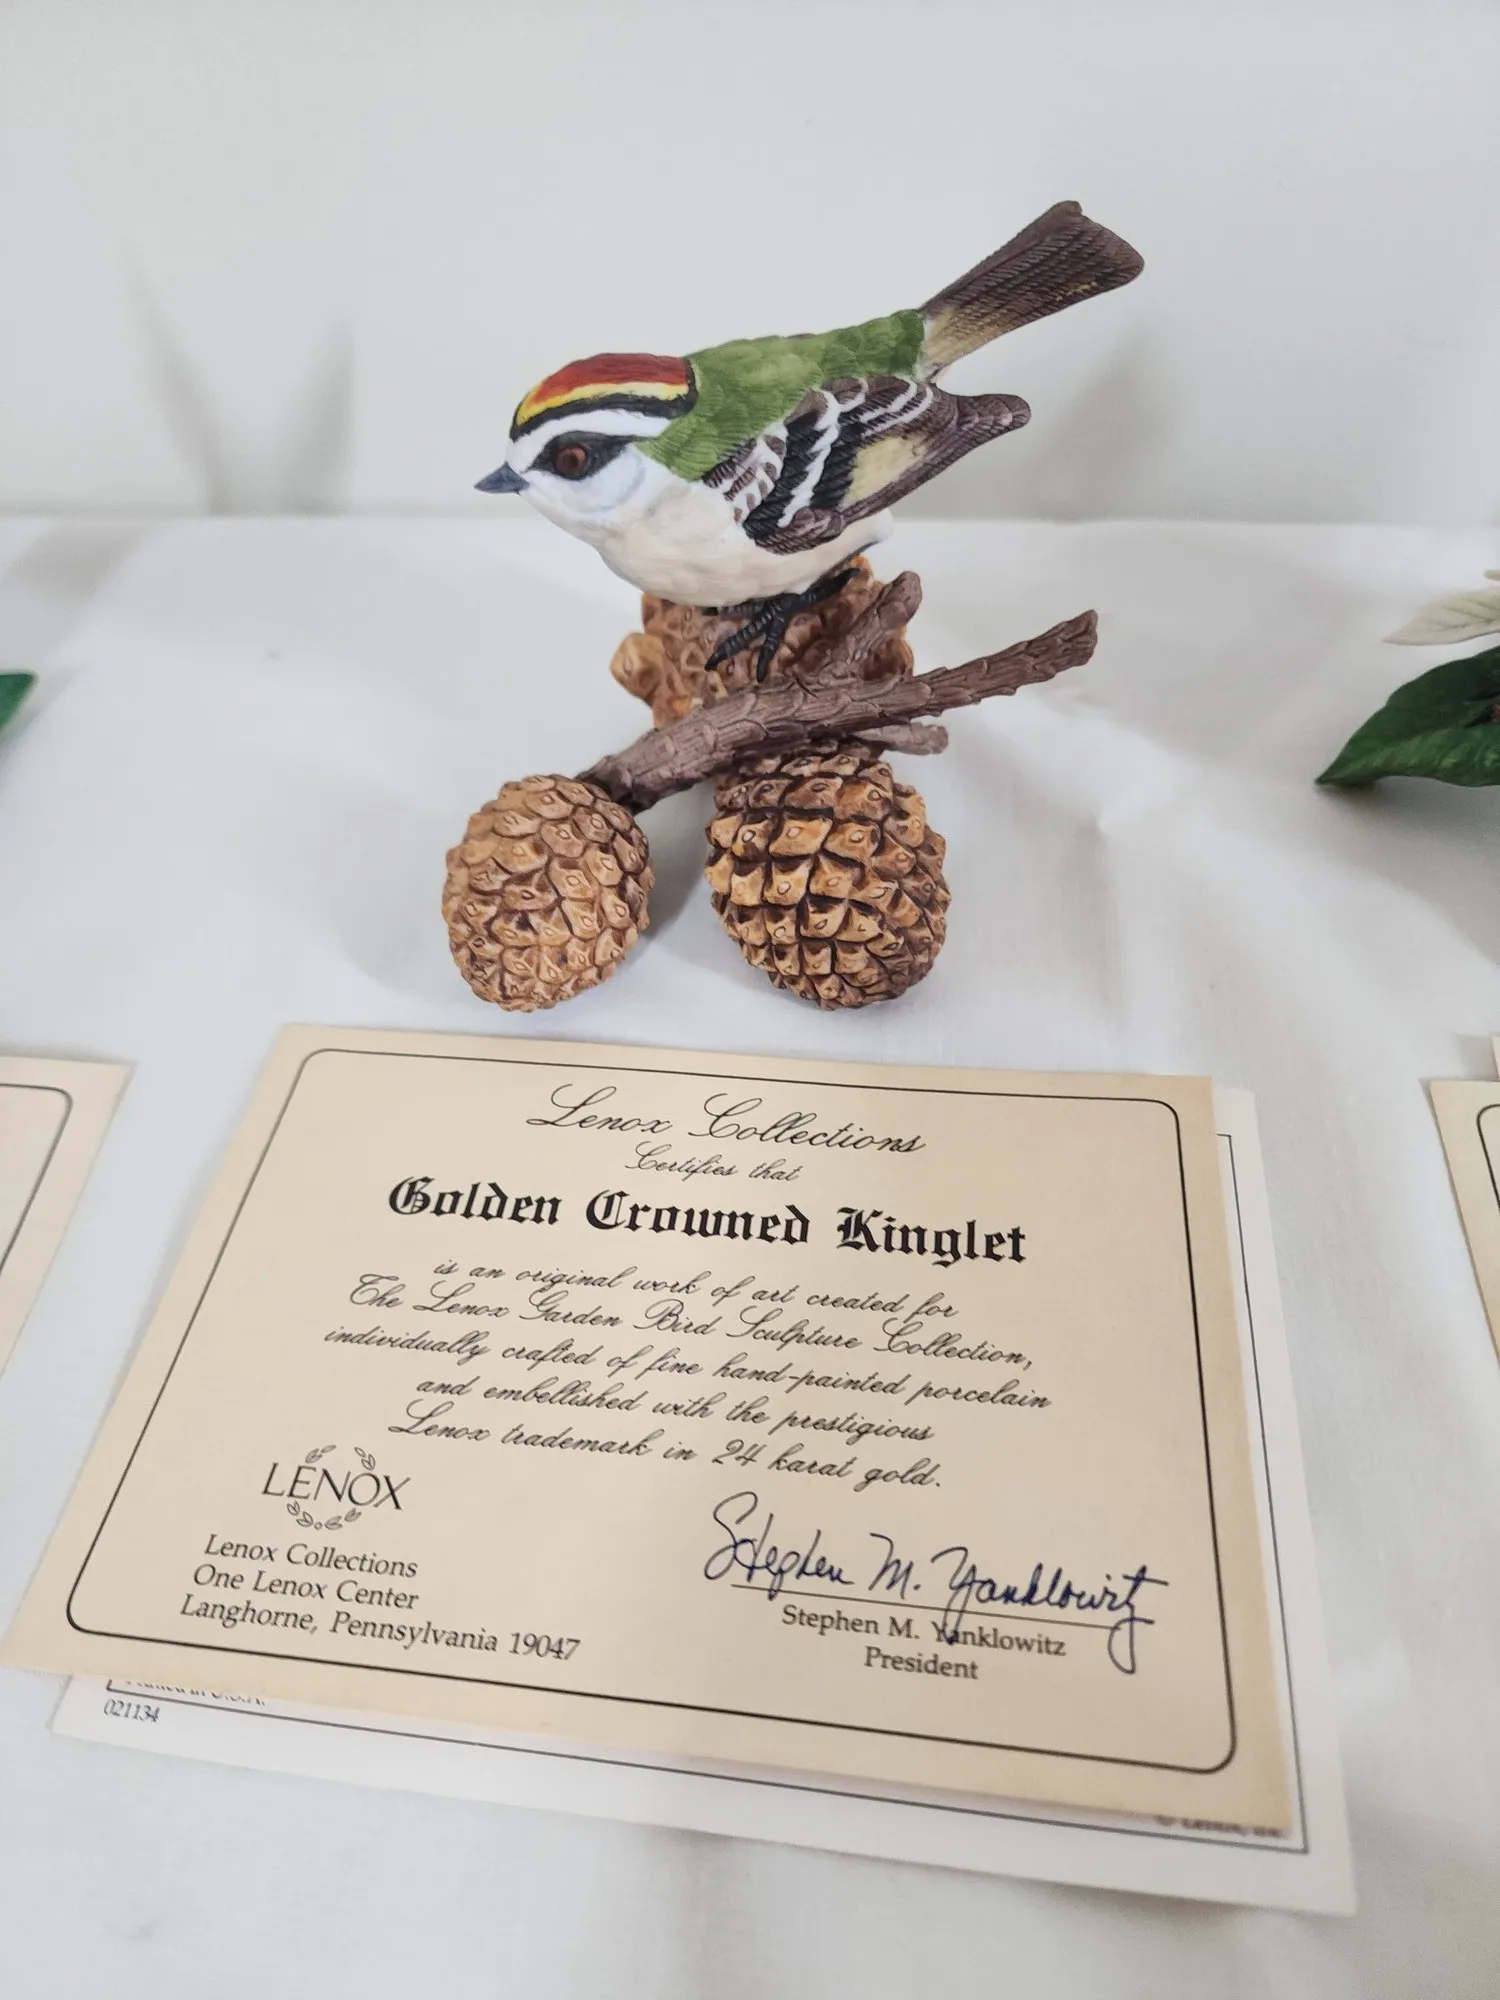 Lenox Collections
Certifies that
Golden Crowned Kinglet
is an original work of art created for
The Lenox Garden Bird Sculpture Collection,
individually crafted of fine hand-painted porcelain
and embellished with the prestigious
Lenox trademark in 24 karat gold.
LENOX
Lenox Collections
One Lenox Center
Langhorne, Pennsylvania 19047
Stephen M. Yanklowitz
Stephen M. Yanklowitz
President
021134